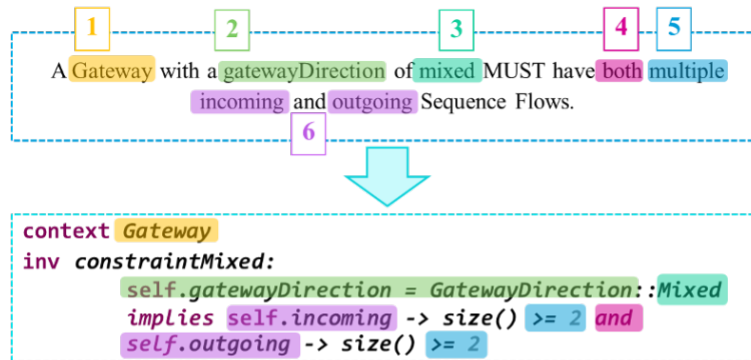 1 2 3 4 5
A Gateway with a gatewayDirection of mixed MUST have both multiple
incoming and outgoing Sequence Flows.
6
context Gateway
inv constraintMixed:
self.gatewayDirection = GatewayDirection::Mixed
implies self.incoming -> size() >= 2 and
self.outgoing -> size() >= 2